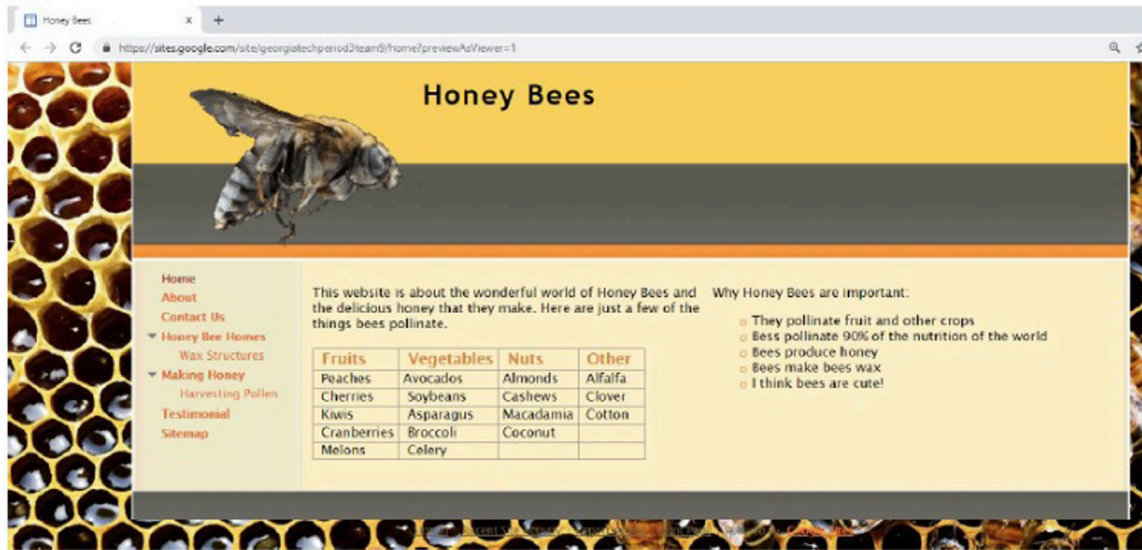 Honey Bees
https://sites.google.com/site/georgiatechperiod3team9/home?previewAsViewer=1
Honey Bees
Home
About
Contact Us
Honey Bee Homes
Wax Structures
Making Honey
Harvesting Pollen
Testimonial
Sitemap
This website is about the wonderful world of Honey Bees and
the delicious honey that they make. Here are just a few of the
things bees pollinate.
Fruits Vegetables Nuts Other
Peaches Avocados Almonds Alfalfa
Cherries Soybeans Cashews Clover
Kiwis Asparagus Macadamia Cotton
Cranberries Broccoli Coconut
Melons Celery
Why Honey Bees are important:
They pollinate fruit and other crops
Bess pollinate 90% of the nutrition of the world
Bees produce honey
Bees make bees wax
I think bees are cute!